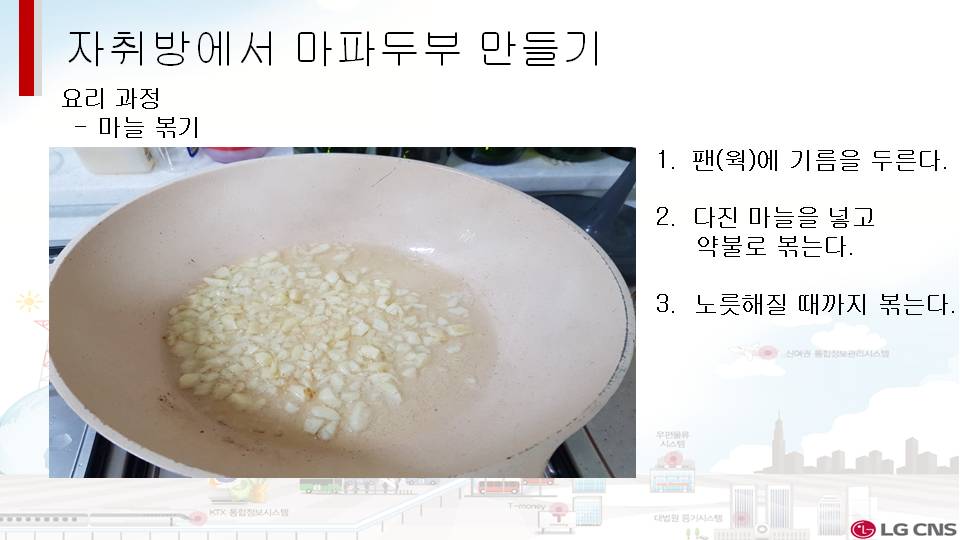 자취방에서 마파두부 만들기
요리 과정
- 마늘 볶기
1. 팬(웍)에 기름을 두른다.
2. 다진 마늘을 넣고
약불로 볶는다.
3. 노릇해질 때까지 볶는다.
신여권 통합정보관리시스템
우편물류
시스템
KTX 통합정보시스템
T-money
대법원 등기시스템
LG CNS